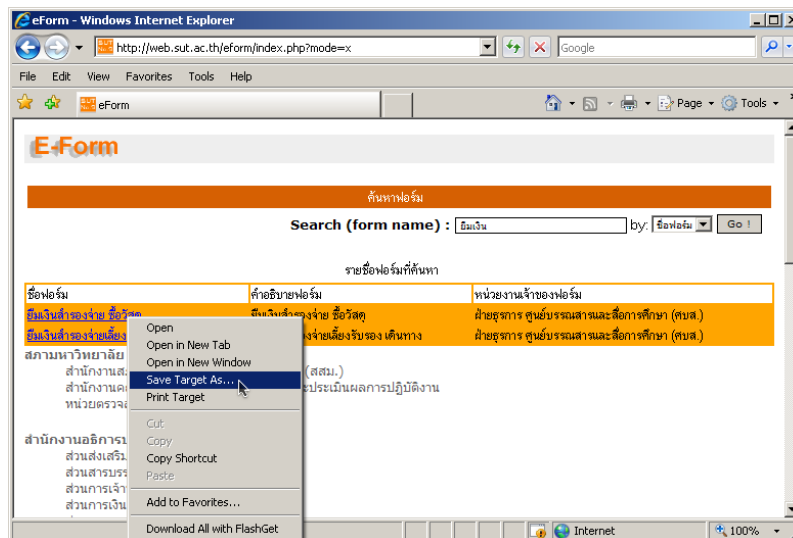 eForm - Windows Internet Explorer
http://web.sut.ac.th/eform/index.php?mode=x
Google
File Edit View Favorites Tools Help
eForm
Page Tools
E-Form
ค้นหาฟอร์ม
Search (form name) : ยืมเงิน by: ชื่อฟอร์ม Go !
รายชื่อฟอร์มที่ค้นหา
ชื่อฟอร์ม คำอธิบายฟอร์ม หน่วยงานเจ้าของฟอร์ม
ยืมเงินสำรองจ่าย ซื้อวัสดุ ยืมเงินสำรองจ่าย ซื้อวัสดุ ฝ่ายธุรการ ศูนย์บรรณสารและสื่อการศึกษา (ศบส.)
ยืมเงินสำรองจ่ายเลี้ยง องจ่ายเลี้ยงรับรอง เดินทาง ฝ่ายธุรการ ศูนย์บรรณสารและสื่อการศึกษา (ศบส.)
สภามหาวิทยาลัย
สำนักงานส (สสม.)
สำนักงานค ประเมินผลการปฏิบัติงาน
หน่วยตรวจส
สำนักงานอธิการบ
ส่วนส่งเสริม
ส่วนสารบรร
ส่วนการเจ้า
ส่วนการเงิน
Open
Open in New Tab
Open in New Window
Save Target As...
Print Target
Cut
Copy
Copy Shortcut
Paste
Add to Favorites...
Download All with FlashGet
Internet 100%